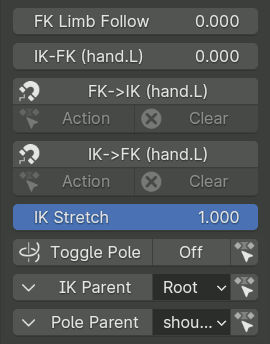 FK Limb Follow 0.000
IK-FK (hand.L) 0.000
FK->IK (hand.L)
Action Clear
IK->FK (hand.L)
Action Clear
IK Stretch 1.000
Toggle Pole Off
IK Parent Root
Pole Parent shou...